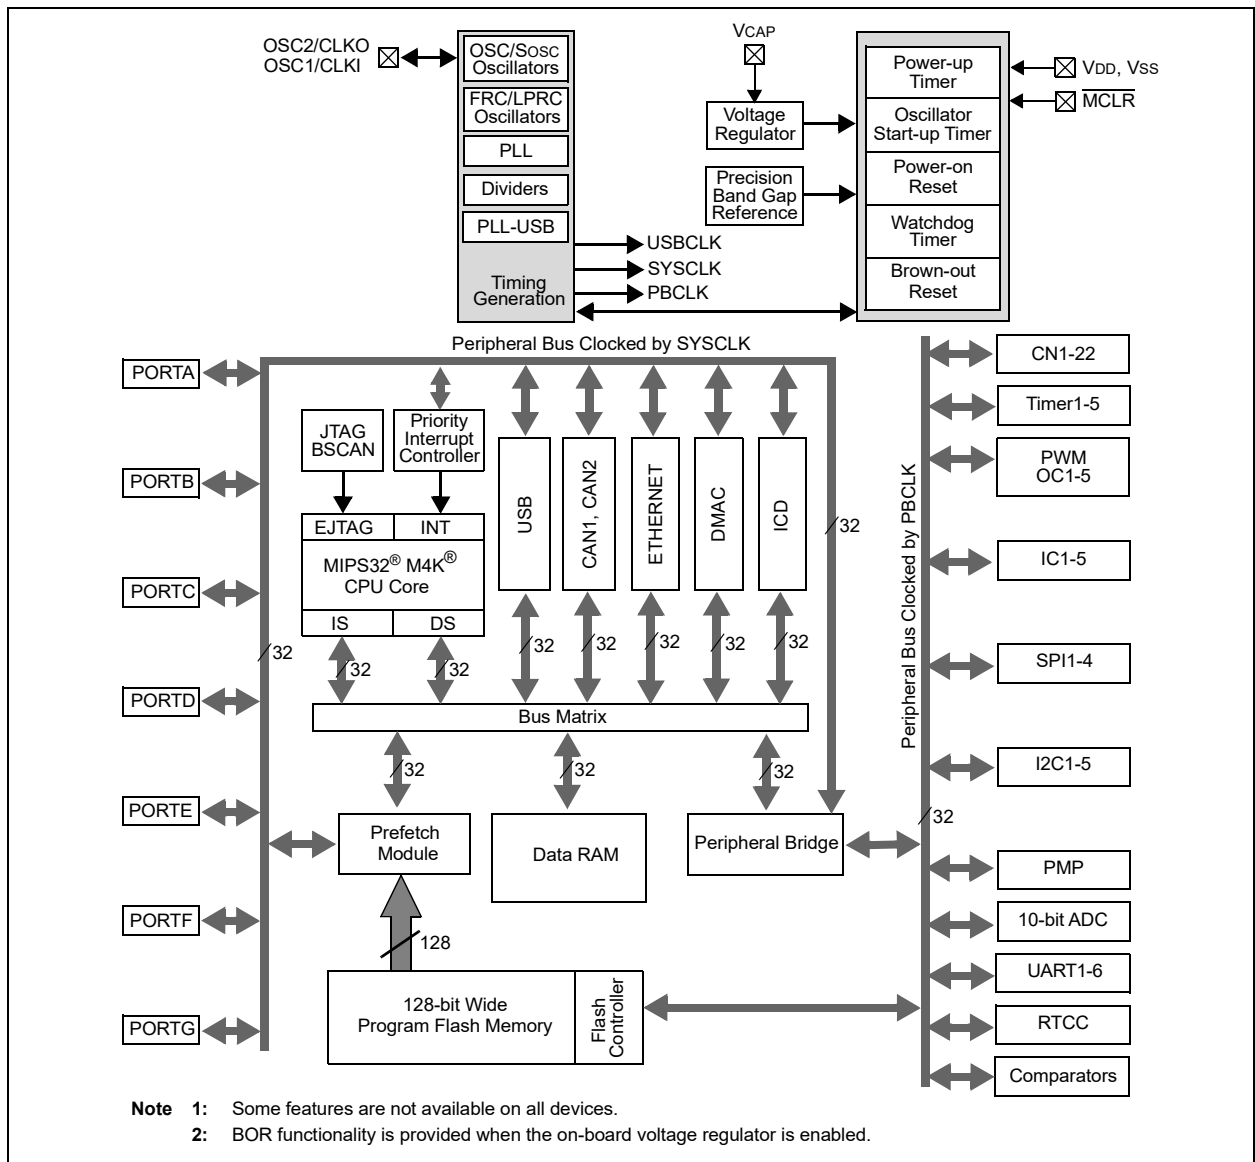 OSC2/CLKO
OSC1/CLKI
OSC/SOSC
Oscillators
FRC/LPRC
Oscillators
PLL
Dividers
PLL-USB
Timing
Generation
USBCLK
SYSCLK
PBCLK
VCAP
Voltage
Regulator
Precision
Band Gap
Reference
Power-up
Timer
Oscillator
Start-up Timer
Power-on
Reset
Watchdog
Timer
Brown-out
Reset
VDD, VSS
MCLR
Peripheral Bus Clocked by SYSCLK
PORTA
PORTB
PORTC
PORTD
PORTE
PORTF
PORTG
32
JTAG
BSCAN
Priority
Interrupt
Controller
EJTAG
INT
MIPS32® M4K®
CPU Core
IS
DS
32
32
USB
CAN1, CAN2
ETHERNET
DMAC
ICD
32
32
32
32
32
32
Bus Matrix
32
32
32
Prefetch
Module
Data RAM
Peripheral Bridge
128
128-bit Wide
Program Flash Memory
Flash
Controller
Peripheral Bus Clocked by PBCLK
32
CN1-22
Timer1-5
PWM
OC1-5
IC1-5
SPI1-4
I2C1-5
PMP
10-bit ADC
UART1-6
RTCC
Comparators
Note 1: Some features are not available on all devices.
2: BOR functionality is provided when the on-board voltage regulator is enabled.